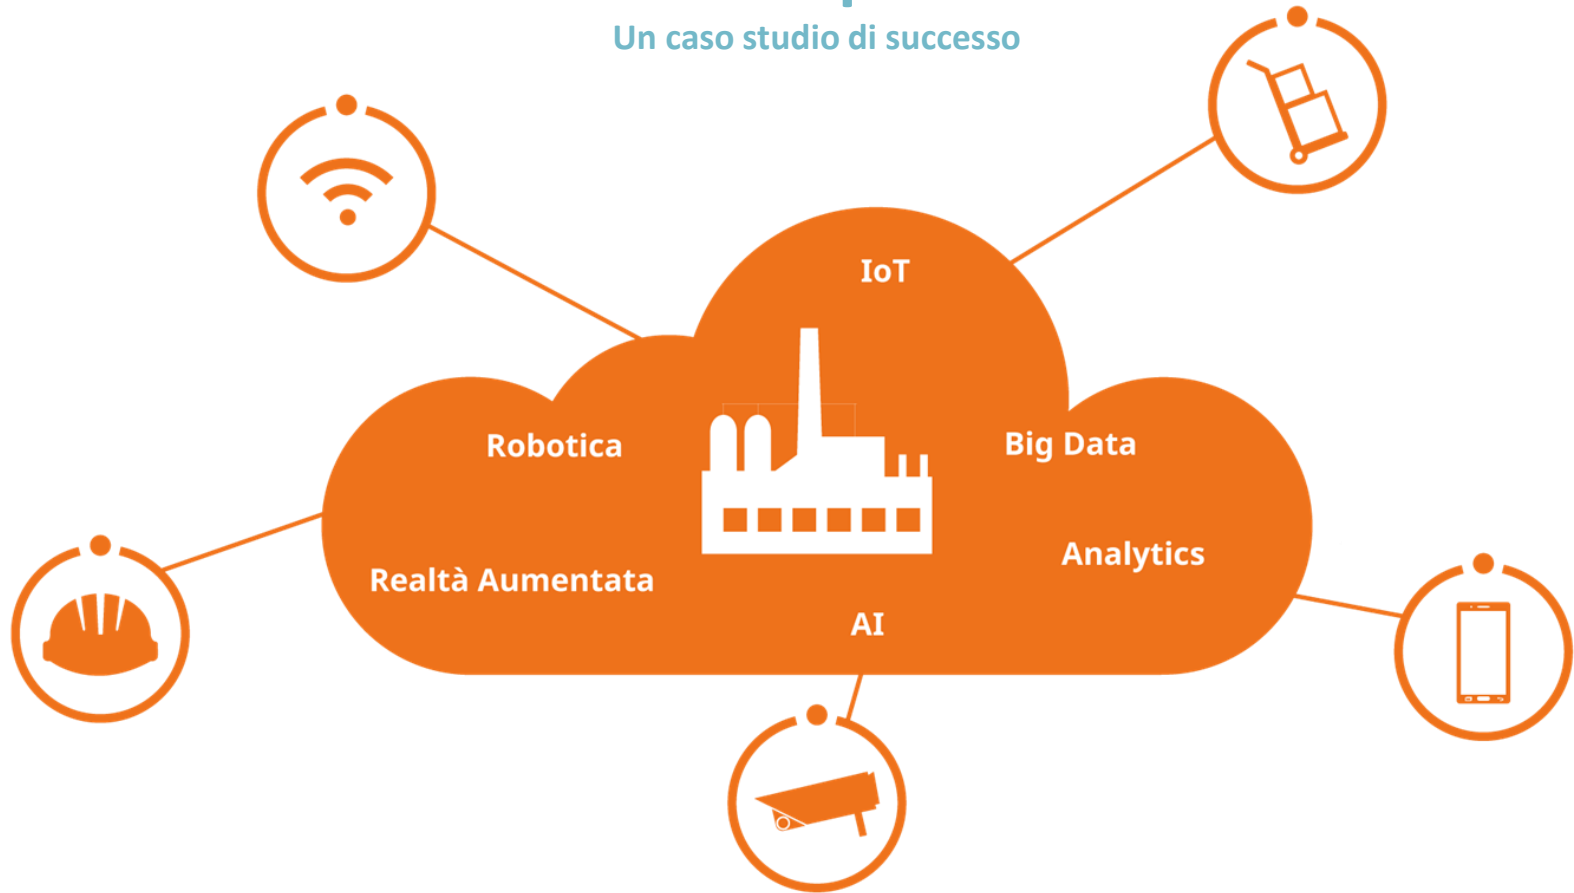 Un caso studio di successo
IoT
Robotica
Big Data
Analytics
Realtà Aumentata
AI